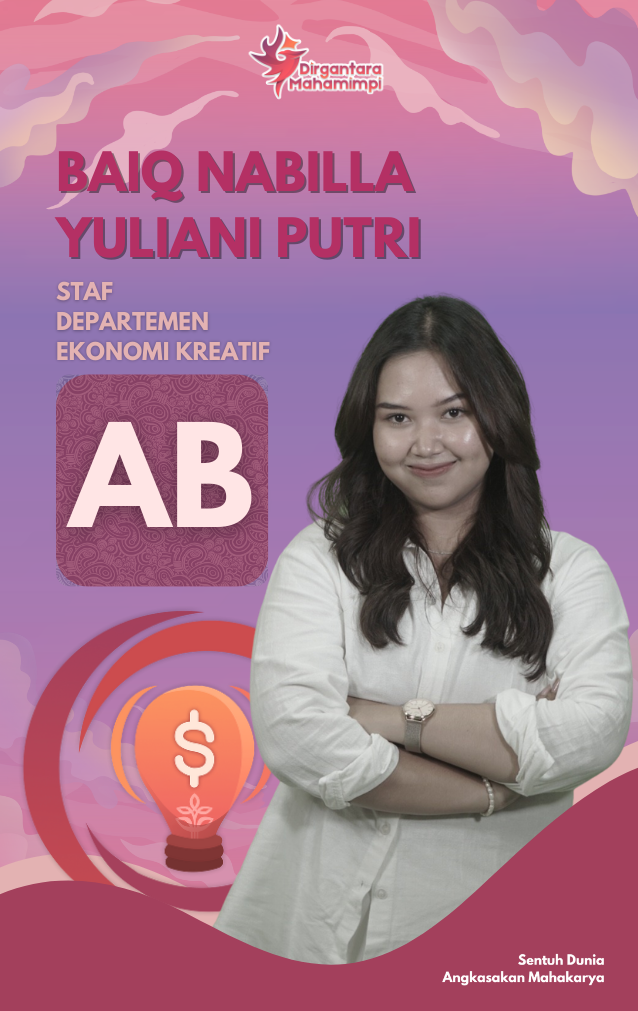 Dirgantara
Mahamimpi
BAIQ NABILLA
YULIANI PUTRI
STAF
DEPARTEMEN
EKONOMI KREATIF
AB
$
Sentuh Dunia
Angkasakan Mahakarya